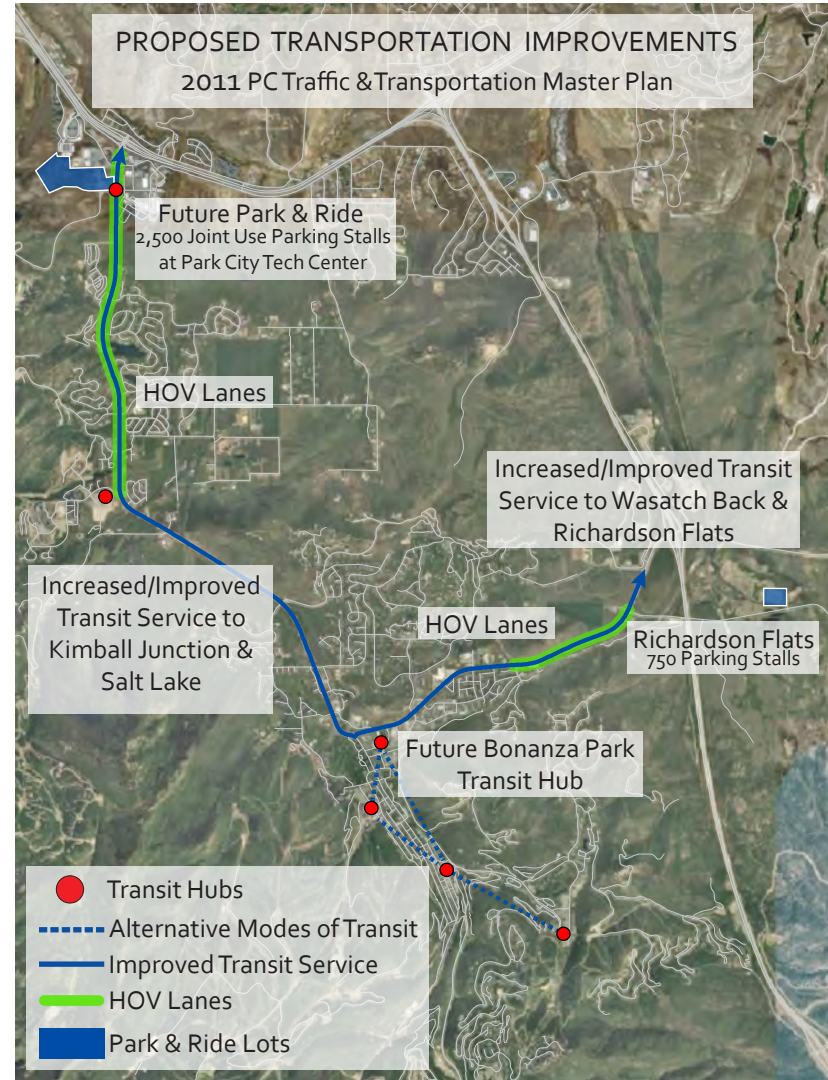 PROPOSED TRANSPORTATION IMPROVEMENTS
2011 PC Traffic & Transportation Master Plan
Future Park & Ride
2,500 Joint Use Parking Stalls
at Park City Tech Center
HOV Lanes
Increased/Improved Transit
Service to Wasatch Back &
Richardson Flats
Increased/Improved
Transit Service to
Kimball Junction &
Salt Lake
HOV Lanes
Richardson Flats
750 Parking Stalls
Future Bonanza Park
Transit Hub
Transit Hubs
Alternative Modes of Transit
Improved Transit Service
HOV Lanes
Park & Ride Lots